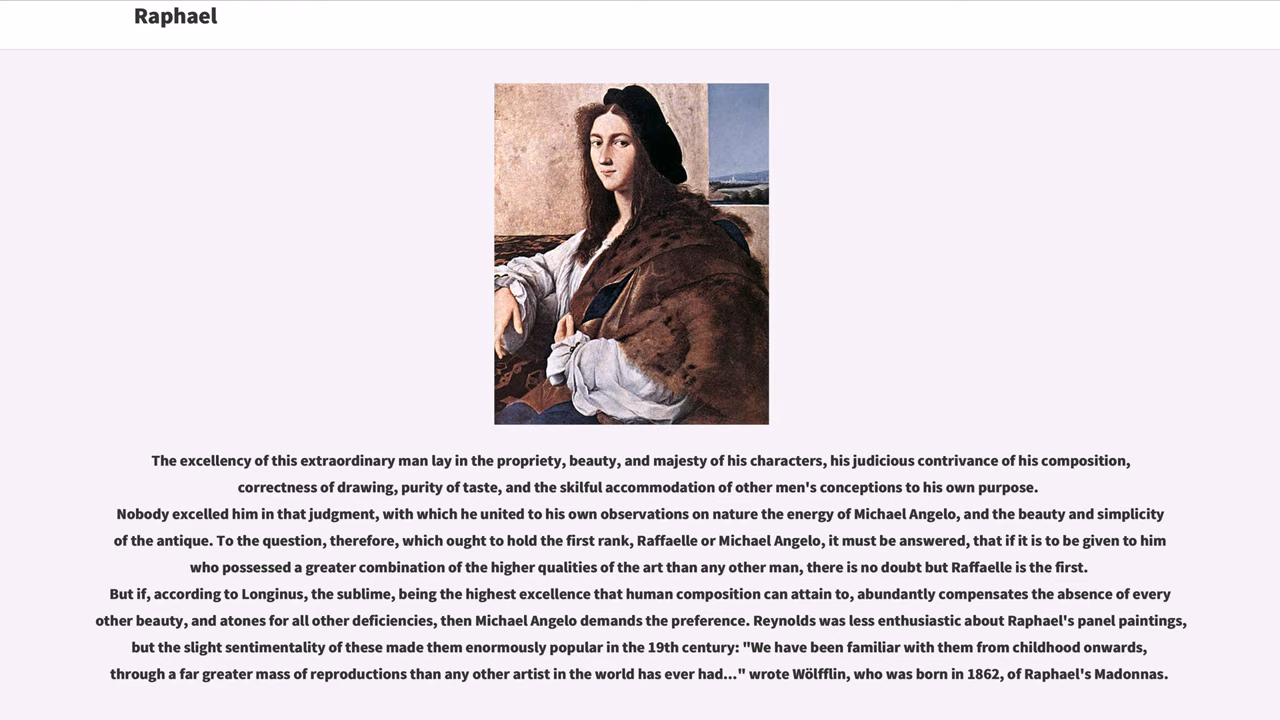 Raphael
The excellency of this extraordinary man lay in the propriety, beauty, and majesty of his characters, his judicious contrivance of his composition,
correctness of drawing, purity of taste, and the skilful accommodation of other men's conceptions to his own purpose.
Nobody excelled him in that judgment, with which he united to his own observations on nature the energy of Michael Angelo, and the beauty and simplicity
of the antique. To the question, therefore, which ought to hold the first rank, Raffaelle or Michael Angelo, it must be answered, that if it is to be given to him
who possessed a greater combination of the higher qualities of the art than any other man, there is no doubt but Raffaelle is the first.
But if, according to Longinus, the sublime, being the highest excellence that human composition can attain to, abundantly compensates the absence of every
other beauty, and atones for all other deficiencies, then Michael Angelo demands the preference. Reynolds was less enthusiastic about Raphael's panel paintings,
but the slight sentimentality of these made them enormously popular in the 19th century: "We have been familiar with them from childhood onwards,
through a far greater mass of reproductions than any other artist in the world has ever had..." wrote Wölfflin, who was born in 1862, of Raphael's Madonnas.